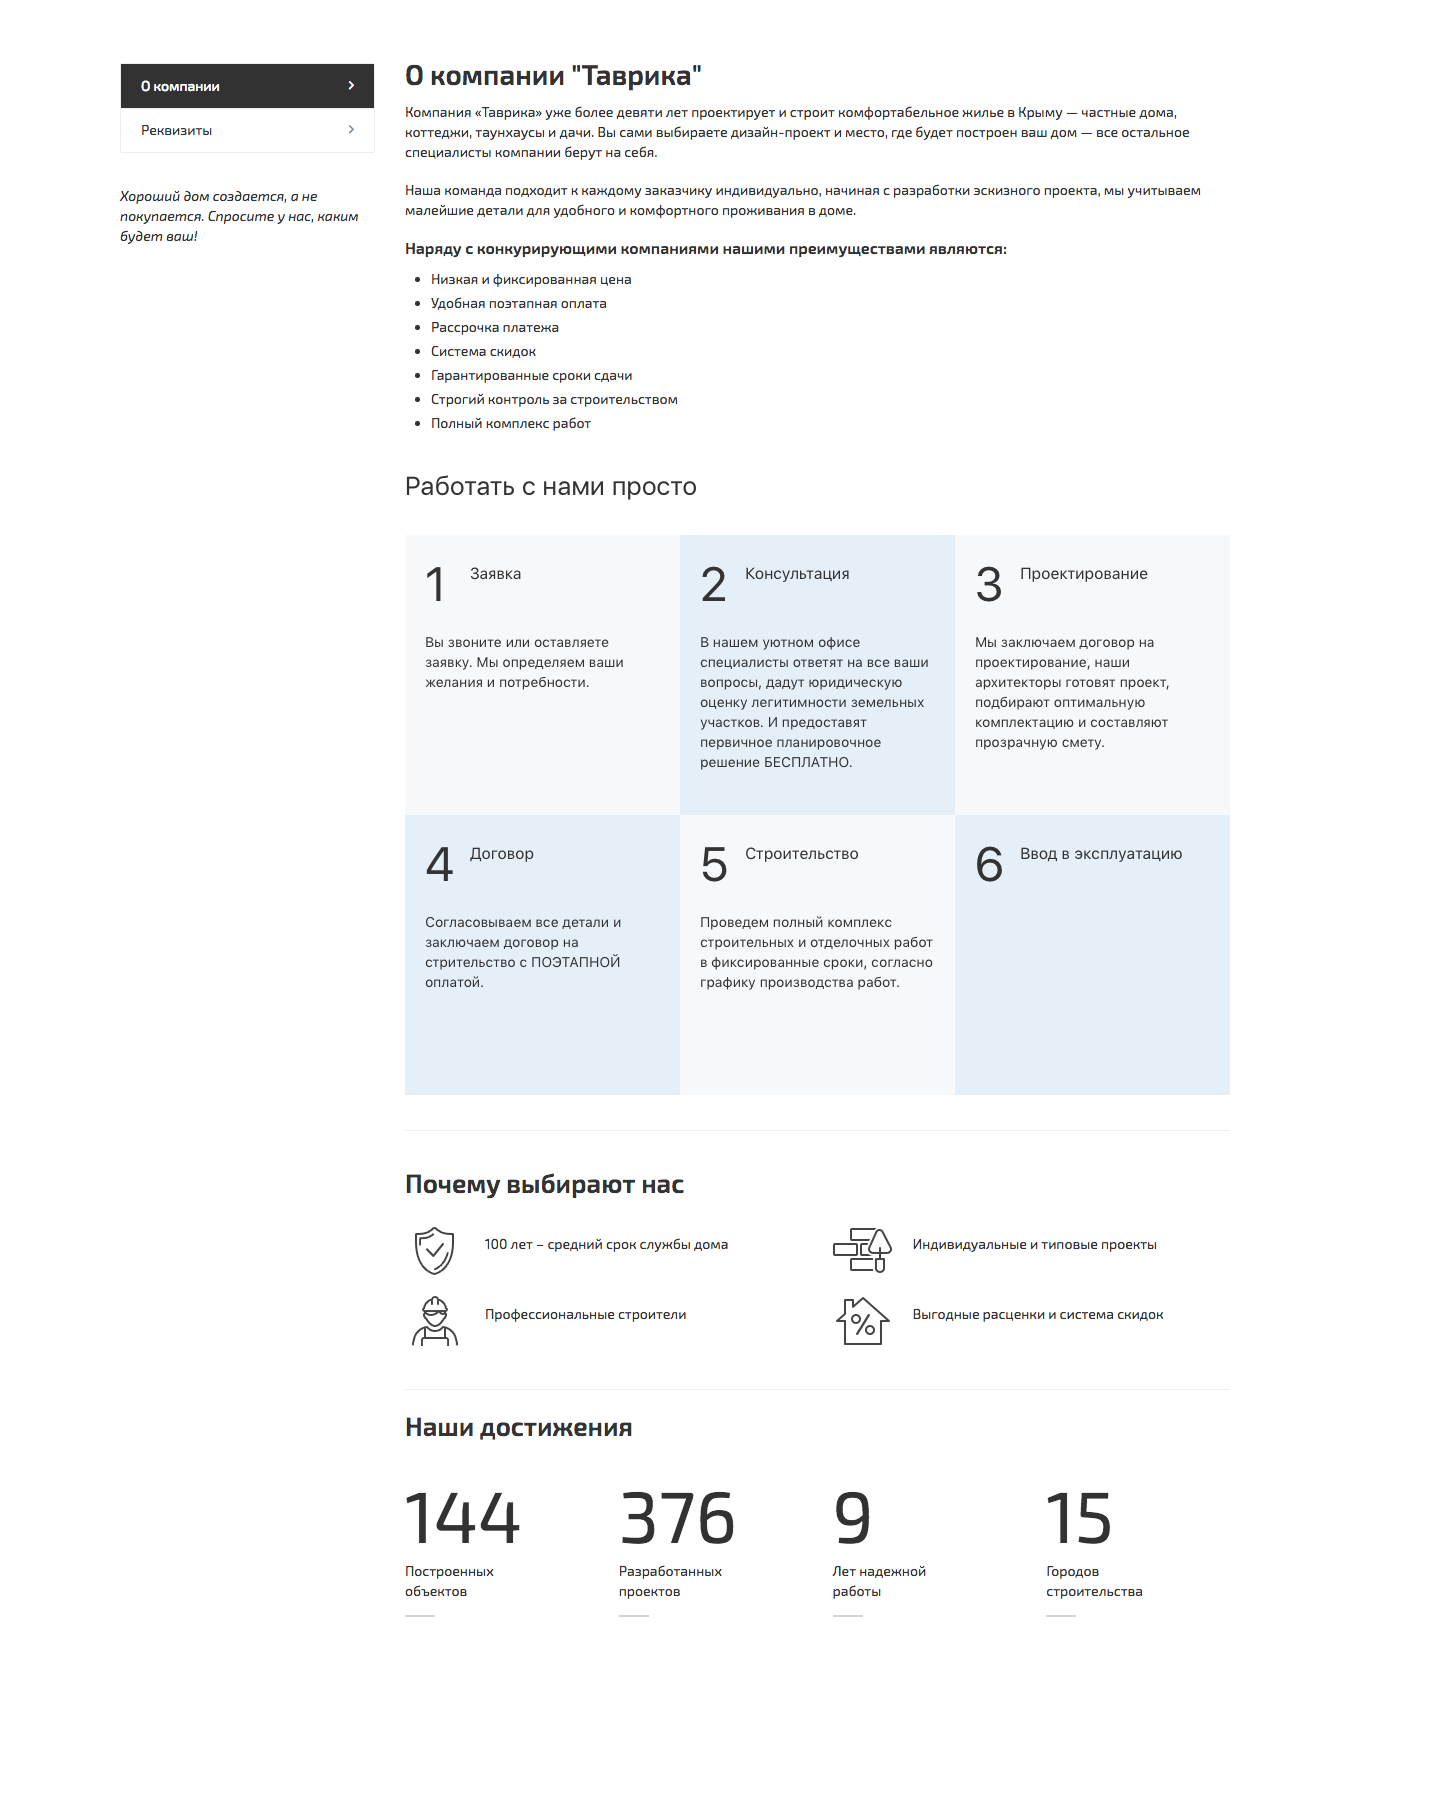 О компании
Реквизиты
Хороший дом создается, а не
покупается. Спросите у нас, каким
будет ваш!
О компании "Таврика"
Компания «Таврика» уже более девяти лет проектирует и строит комфортабельное жилье в Крыму — частные дома,
коттеджи, таунхаусы и дачи. Вы сами выбираете дизайн-проект и место, где будет построен ваш дом — все остальное
специалисты компании берут на себя.
Наша команда подходит к каждому заказчику индивидуально, начиная с разработки эскизного проекта, мы учитываем
малейшие детали для удобного и комфортного проживания в доме.
Наряду с конкурирующими компаниями нашими преимуществами являются:
Низкая и фиксированная цена
Удобная поэтапная оплата
Рассрочка платежа
Система скидок
Гарантированные сроки сдачи
Строгий контроль за строительством
Полный комплекс работ
Работать с нами просто
1 Заявка
Вы звоните или оставляете
заявку. Мы определяем ваши
желания и потребности.
2 Консультация
В нашем уютном офисе
специалисты ответят на все ваши
вопросы, дадут юридическую
оценку легитимности земельных
участков. И предоставят
первичное планировочное
решение БЕСПЛАТНО.
3 Проектирование
Мы заключаем договор на
проектирование, наши
архитекторы готовят проект,
подбирают оптимальную
комплектацию и составляют
прозрачную смету.
4 Договор
Согласовываем все детали и
заключаем договор на
стрительство с ПОЭТАПНОЙ
оплатой.
5 Строительство
Проведем полный комплекс
строительных и отделочных работ
в фиксированные сроки, согласно
графику производства работ.
6 Ввод в эксплуатацию
Почему выбирают нас
100 лет – средний срок службы дома
Индивидуальные и типовые проекты
Профессиональные строители
Выгодные расценки и система скидок
Наши достижения
144
Построенных
объектов
376
Разработанных
проектов
9
Лет надежной
работы
15
Городов
строительства